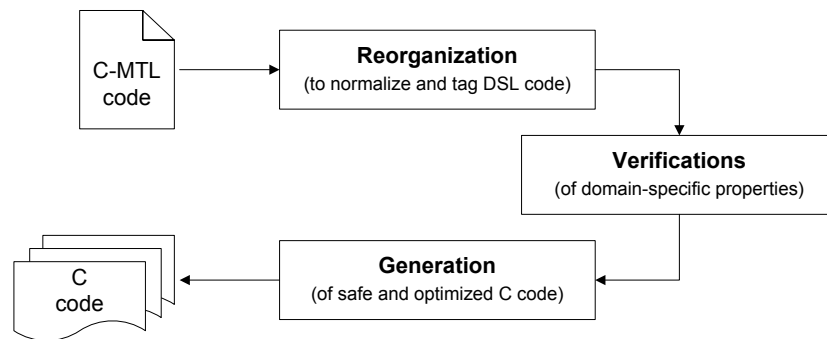 C-MTL
code
Reorganization
(to normalize and tag DSL code)
Verifications
(of domain-specific properties)
Generation
(of safe and optimized C code)
C
code